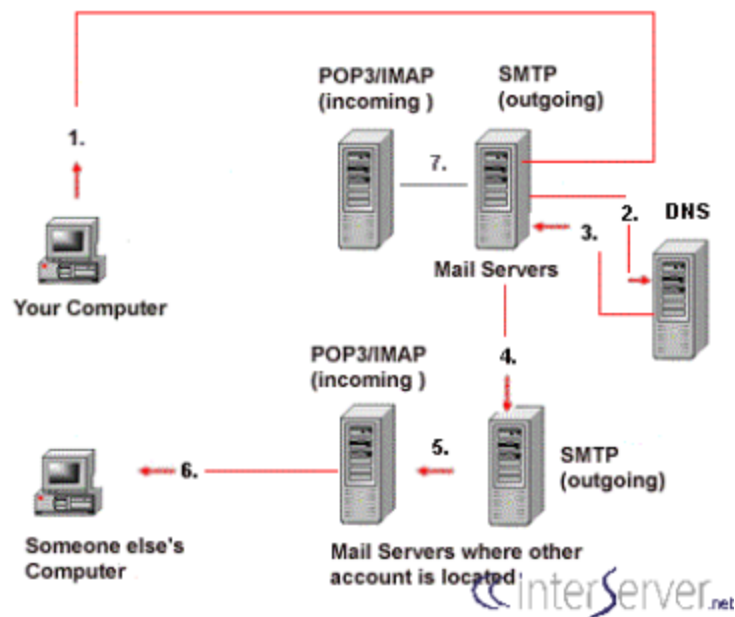 POP3/IMAP
(incoming )
SMTP
(outgoing)
1.
7.
2.
DNS
3.
Mail Servers
Your Computer
4.
POP3/IMAP
(incoming )
5.
SMTP
(outgoing)
6.
Someone else's
Computer
Mail Servers where other
account is located
interServer.net